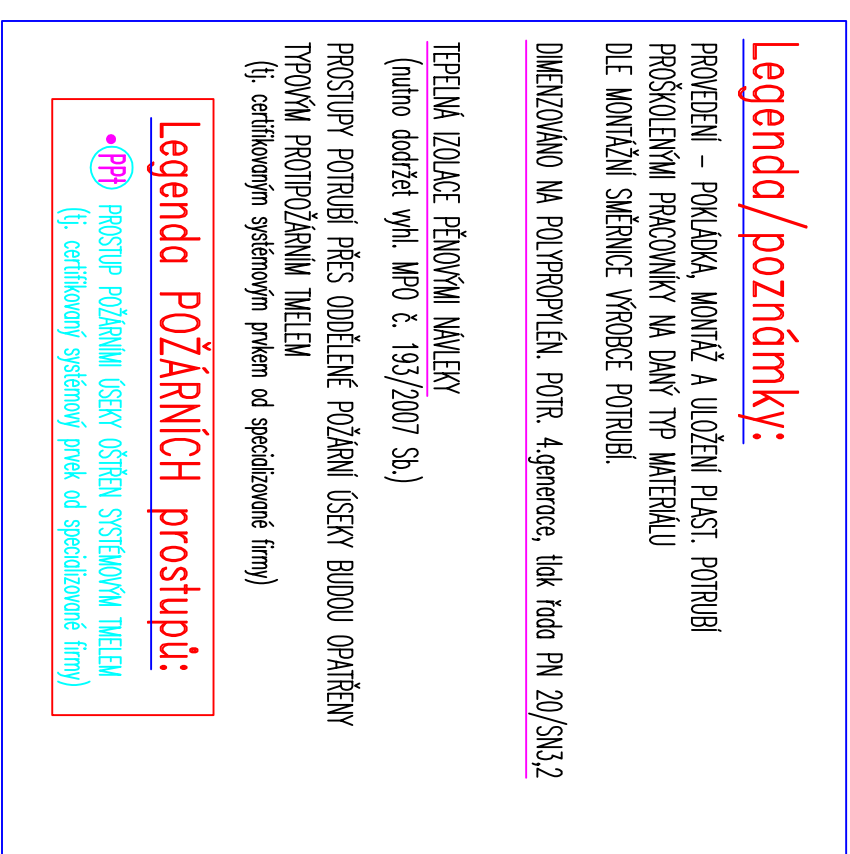 Legenda/poznámky:
PROVEDENÍ - POKLÁDKA, MONTÁŽ A ULOŽENÍ PLAST. POTRUBÍ
PROŠKOLENÝMI PRACOVNÍKY NA DANÝ TYP MATERIÁLU
DLE MONTÁŽNÍ SMĚRNICE VÝROBCE POTRUBÍ.
DIMENZOVÁNO NA POLYPROPYLÉN. POTR. 4.generace, tlak řada PN 20/SN3,2
TEPELNÁ IZOLACE PĚNOVÝMI NÁVLEKY
(nutno dodržet vyhl. MPO č. 193/2007 Sb.)
PROSTUPY POTRUBÍ PŘES ODDĚLENÉ POŽÁRNÍ ÚSEKY BUDOU OPATŘENY
TYPOVÝM PROTIPOŽÁRNÍM TMELEM
(tj. certifikovaným systémovým prvkem od specializované firmy)
Legenda POŽÁRNÍCH prostupů:
PPt PROSTUP POŽÁRNÍMI ÚSEKY OŠTŘEN SYSTÉMOVÝM TMELEM
(tj. certifikovaný systémový prvek od specializované firmy)